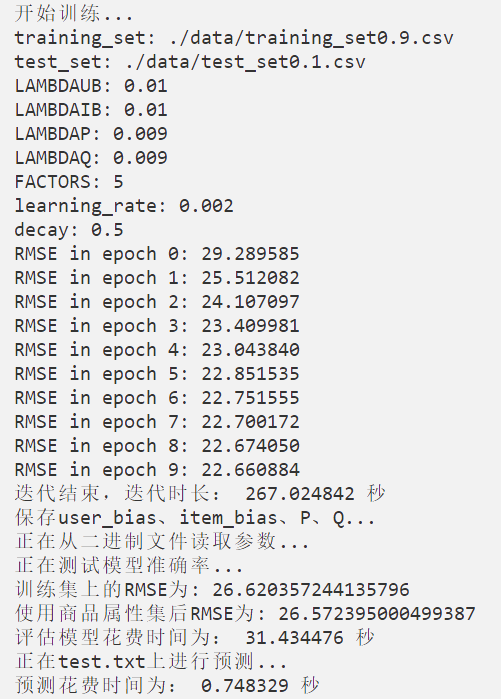 开始训练...
training_set: ./data/training_set0.9.csv
test_set: ./data/test_set0.1.csv
LAMBDAUB: 0.01
LAMBDAIB: 0.01
LAMBDAP: 0.009
LAMBDAQ: 0.009
FACTORS: 5
learning_rate: 0.002
decay: 0.5
RMSE in epoch 0: 29.289585
RMSE in epoch 1: 25.512082
RMSE in epoch 2: 24.107097
RMSE in epoch 3: 23.409981
RMSE in epoch 4: 23.043840
RMSE in epoch 5: 22.851535
RMSE in epoch 6: 22.751555
RMSE in epoch 7: 22.700172
RMSE in epoch 8: 22.674050
RMSE in epoch 9: 22.660884
迭代结束，迭代时长： 267.024842 秒
保存user_bias、item_bias、P、Q...
正在从二进制文件读取参数...
正在测试模型准确率...
训练集上的RMSE为: 26.620357244135796
使用商品属性集后RMSE为: 26.572395000499387
评估模型花费时间为： 31.434476 秒
正在test.txt上进行预测...
预测花费时间为： 0.748329 秒